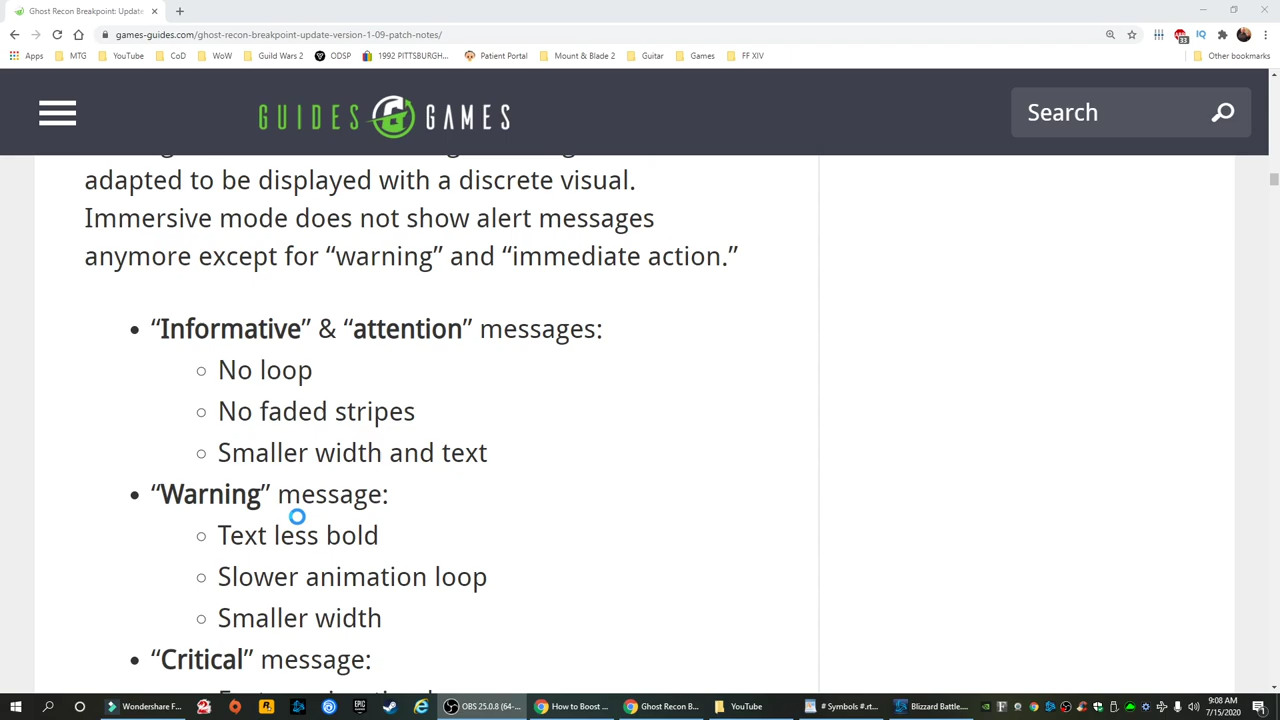 Ghost Recon Breakpoint: Update
games-guides.com/ghost-recon-breakpoint-update-version-1-09-patch-notes/
Apps MTG YouTube CoD WoW Guild Wars 2 ODSP 1992 PITTSBURGH... Patient Portal Mount & Blade 2 Guitar Games FF XIV Other bookmarks
GUIDES G GAMES
Search
adapted to be displayed with a discrete visual.
Immersive mode does not show alert messages
anymore except for “warning” and “immediate action.”
• “Informative” & “attention” messages:
○ No loop
○ No faded stripes
○ Smaller width and text
• “Warning” message:
○ Text less bold
○ Slower animation loop
○ Smaller width
• “Critical” message:
Wondershare F... OBS 25.0.8 (64-... How to Boost ... Ghost Recon B... YouTube # Symbols #.rt... Blizzard Battle... 9:08 AM
7/15/2020